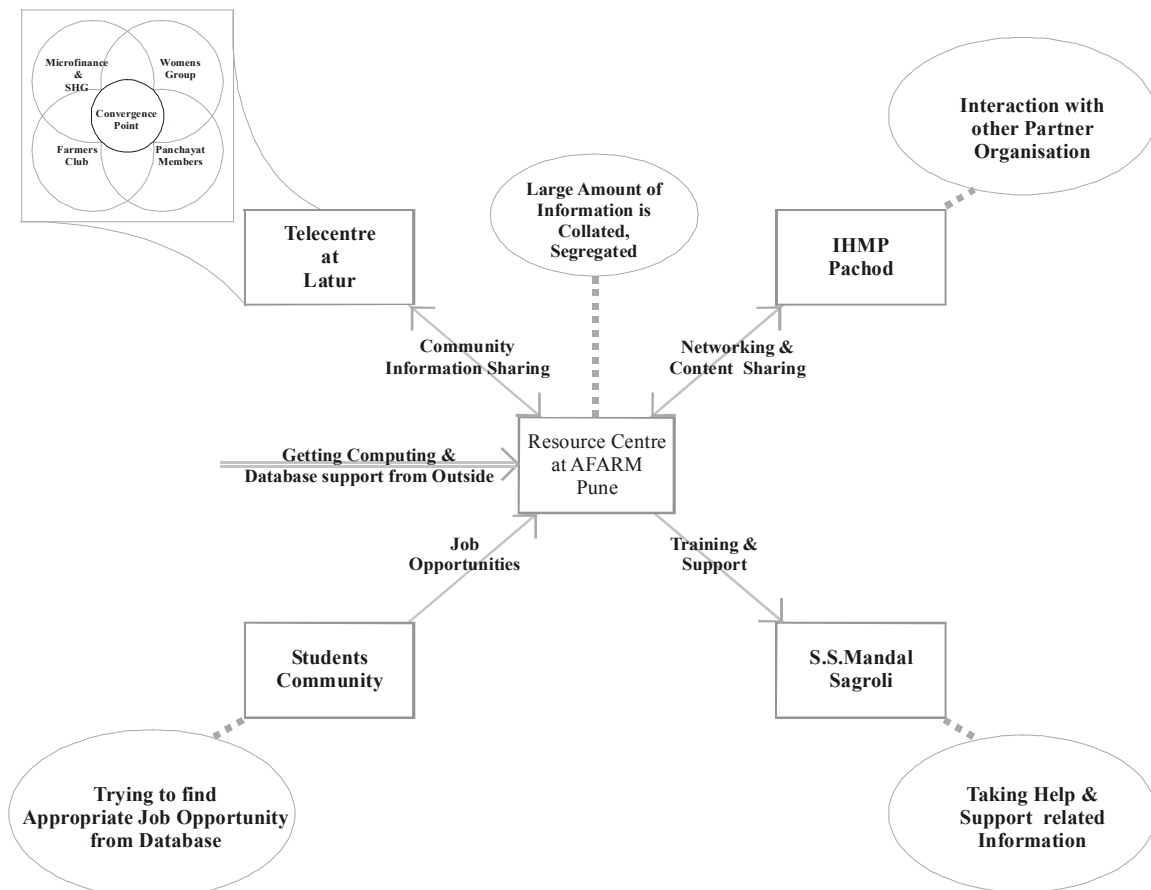 Microfinance
&
SHG
Womens
Group
Convergence
Point
Farmers
Club
Panchayat
Members
Interaction with
other Partner
Organisation
Large Amount of
Information is
Collated,
Segregated
Telecentre
at
Latur
IHMP
Pachod
Community
Information Sharing
Networking &
Content Sharing
Getting Computing &
Database support from Outside
Resource Centre
at AFARM
Pune
Job
Opportunities
Training &
Support
Students
Community
S.S.Mandal
Sagroli
Trying to find
Appropriate Job Opportunity
from Database
Taking Help &
Support related
Information